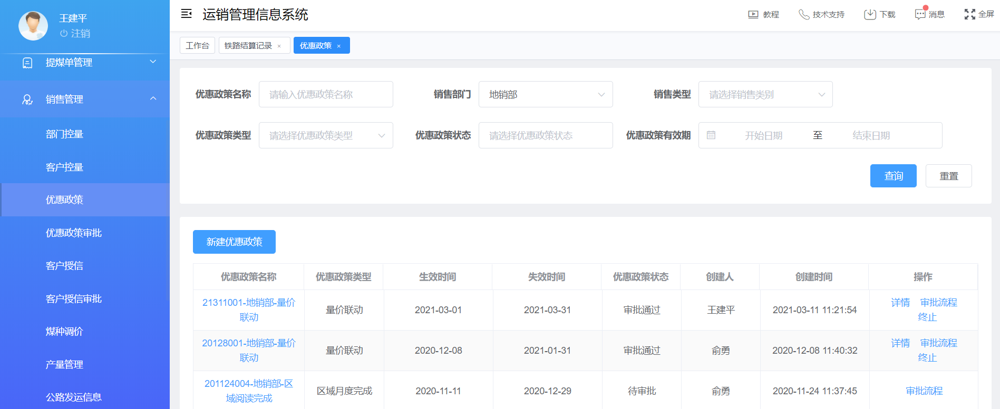 王建平
注销
提煤单管理
销售管理
部门控量
客户控量
优惠政策
优惠政策审批
客户授信
客户授信审批
煤种调价
产量管理
公路发运信息
运销管理信息系统
教程
技术支持
下载
消息
全屏
工作台
铁路结算记录 ×
优惠政策 ×
优惠政策名称 请输入优惠政策名称 销售部门 地销部 销售类型 请选择销售类别
优惠政策类型 请选择优惠政策类型 优惠政策状态 请选择优惠政策状态 优惠政策有效期 开始日期 至 结束日期
查询 重置
新建优惠政策
优惠政策名称 优惠政策类型 生效时间 失效时间 优惠政策状态 创建人 创建时间 操作
21311001-地销部-量价
联动
量价联动 2021-03-01 2021-03-31 审批通过 王建平 2021-03-11 11:21:54
详情 审批流程
终止
20128001-地销部-量价
联动
量价联动 2020-12-08 2021-01-31 审批通过 俞勇 2020-12-08 11:40:32
详情 审批流程
终止
201124004-地销部-区
域阅读完成
区域月度完成 2020-11-11 2020-12-29 待审批 俞勇 2020-11-24 11:37:45
审批流程